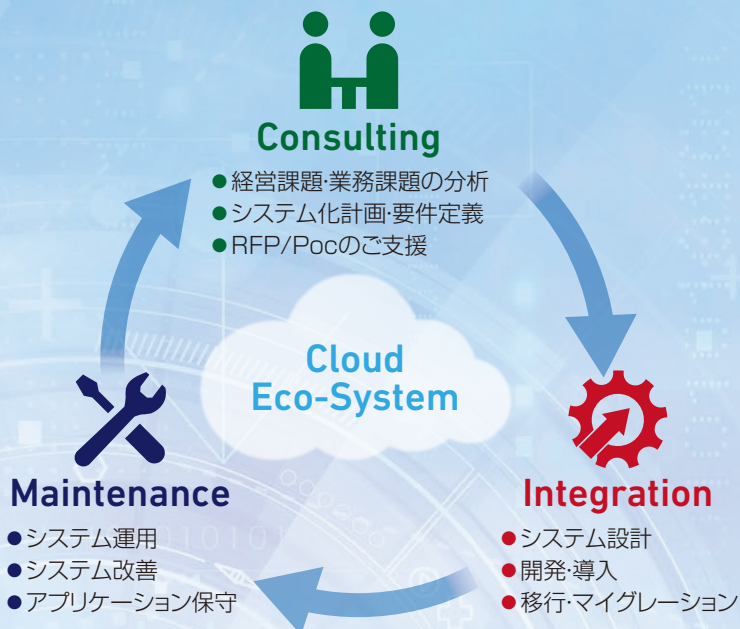 Consulting
●経営課題・業務課題の分析
●システム化計画・要件定義
●RFP/Pocのご支援
Cloud
Eco-System
Maintenance
●システム運用
●システム改善
●アプリケーション保守
Integration
●システム設計
●開発・導入
●移行・マイグレーション